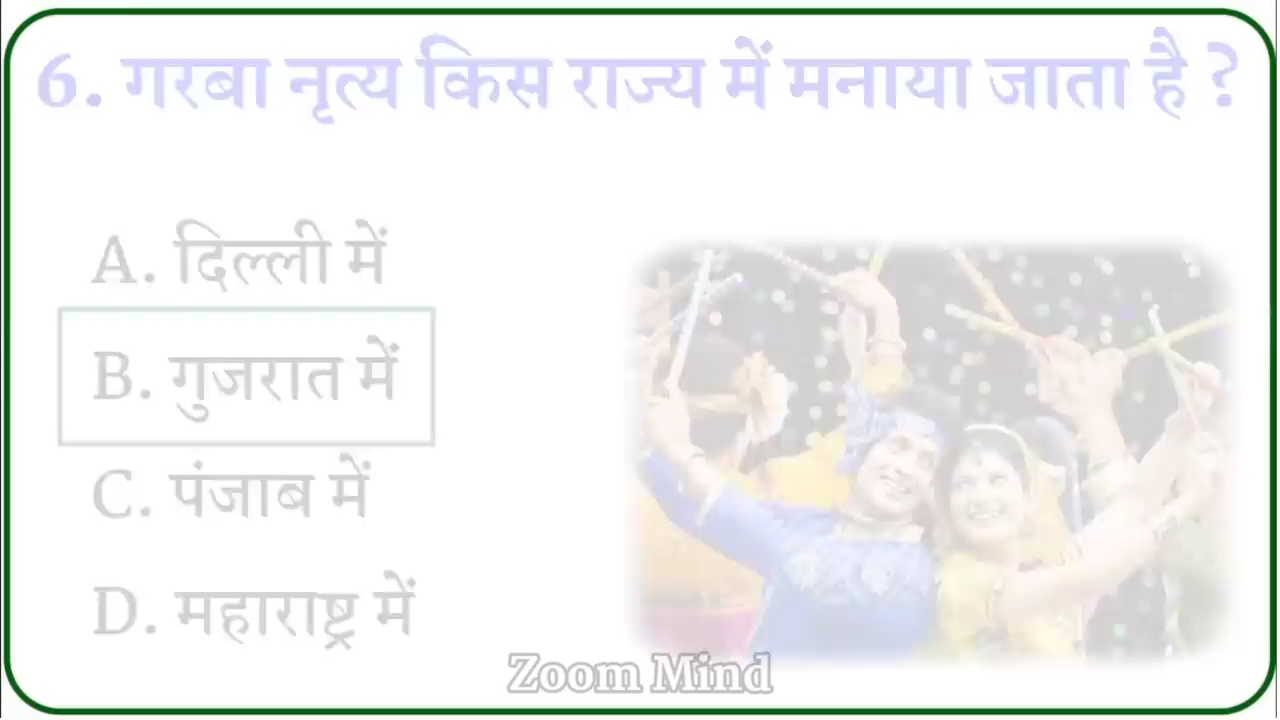 6. गरबा नृत्य किस राज्य में मनाया जाता है ?
A. दिल्ली में
B. गुजरात में
C. पंजाब में
D. महाराष्ट्र में
Zoom Mind